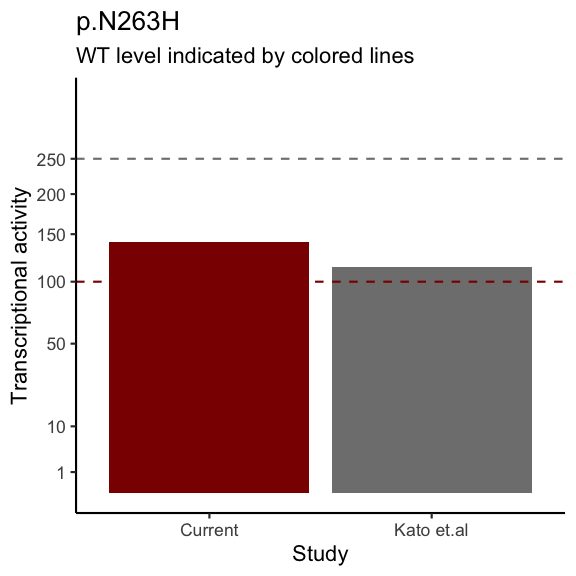 p.N263H
WT level indicated by colored lines
Transcriptional activity
250
200
150
100
50
10
1
Current
Kato et.al
Study